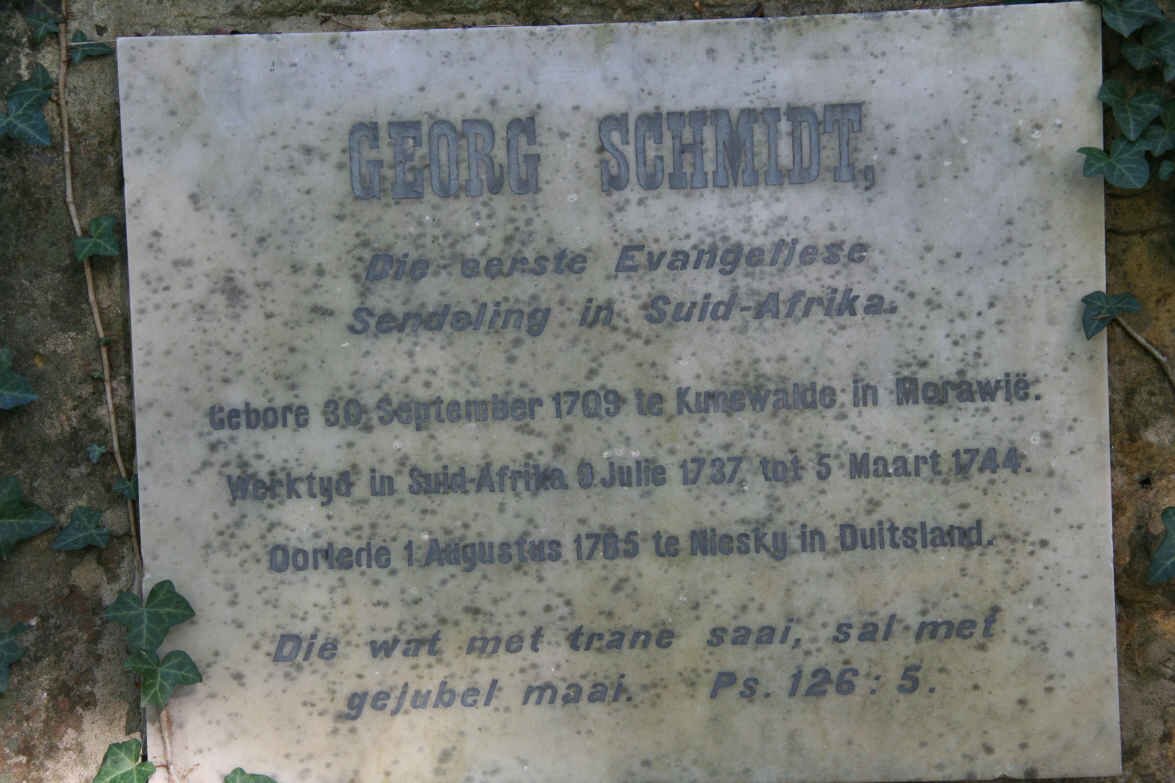 GEORG SCHMIDT,
Die eerste Evangeliese
Sendeling in Suid-Afrika.
Gebore 30 September 1709 te Kunewalde in Morawië.
Werktyd in Suid-Afrika 9 Julie 1737 tot 5 Maart 1744.
Oorlede 1 Augustus 1785 te Niesky in Duitsland.
Die wat met trane saai, sal met
gejubel maai. Ps. 126 : 5.